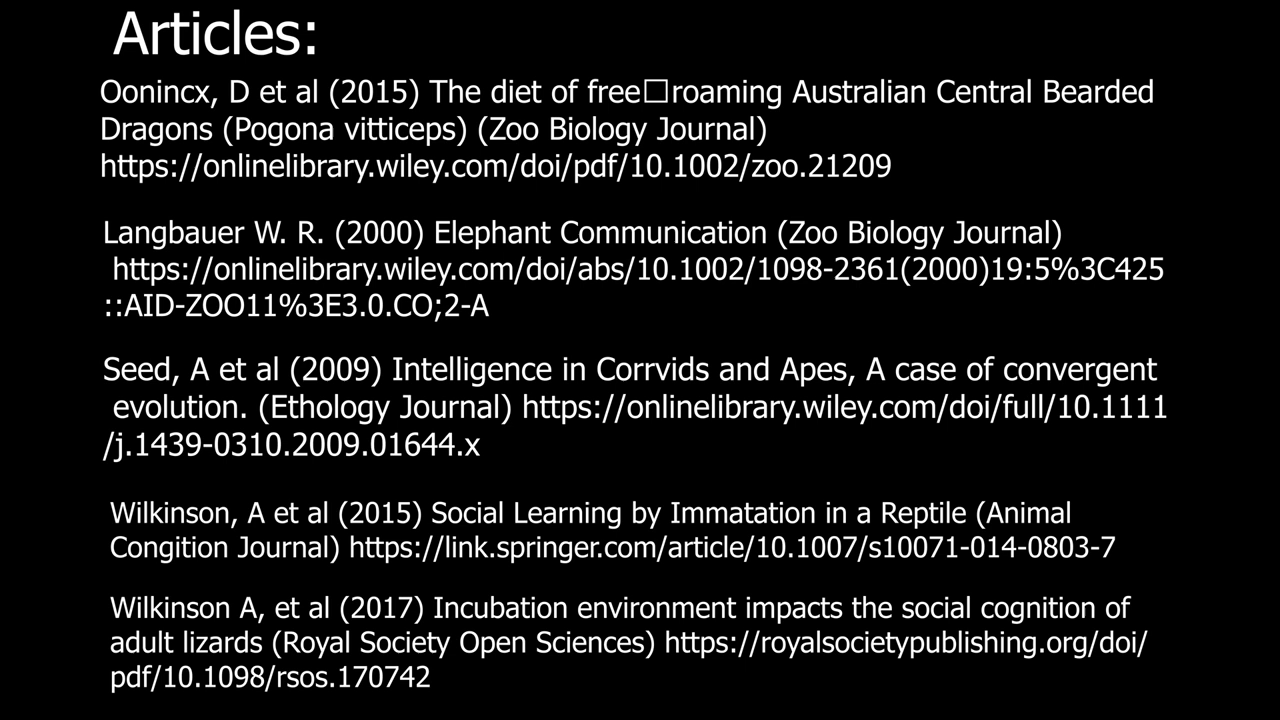 Articles:
Oonincx, D et al (2015) The diet of free□roaming Australian Central Bearded
Dragons (Pogona vitticeps) (Zoo Biology Journal)
https://onlinelibrary.wiley.com/doi/pdf/10.1002/zoo.21209
Langbauer W. R. (2000) Elephant Communication (Zoo Biology Journal)
https://onlinelibrary.wiley.com/doi/abs/10.1002/1098-2361(2000)19:5%3C425
::AID-ZOO11%3E3.0.CO;2-A
Seed, A et al (2009) Intelligence in Corrvids and Apes, A case of convergent
evolution. (Ethology Journal) https://onlinelibrary.wiley.com/doi/full/10.1111
/j.1439-0310.2009.01644.x
Wilkinson, A et al (2015) Social Learning by Immatation in a Reptile (Animal
Congition Journal) https://link.springer.com/article/10.1007/s10071-014-0803-7
Wilkinson A, et al (2017) Incubation environment impacts the social cognition of
adult lizards (Royal Society Open Sciences) https://royalsocietypublishing.org/doi/
pdf/10.1098/rsos.170742